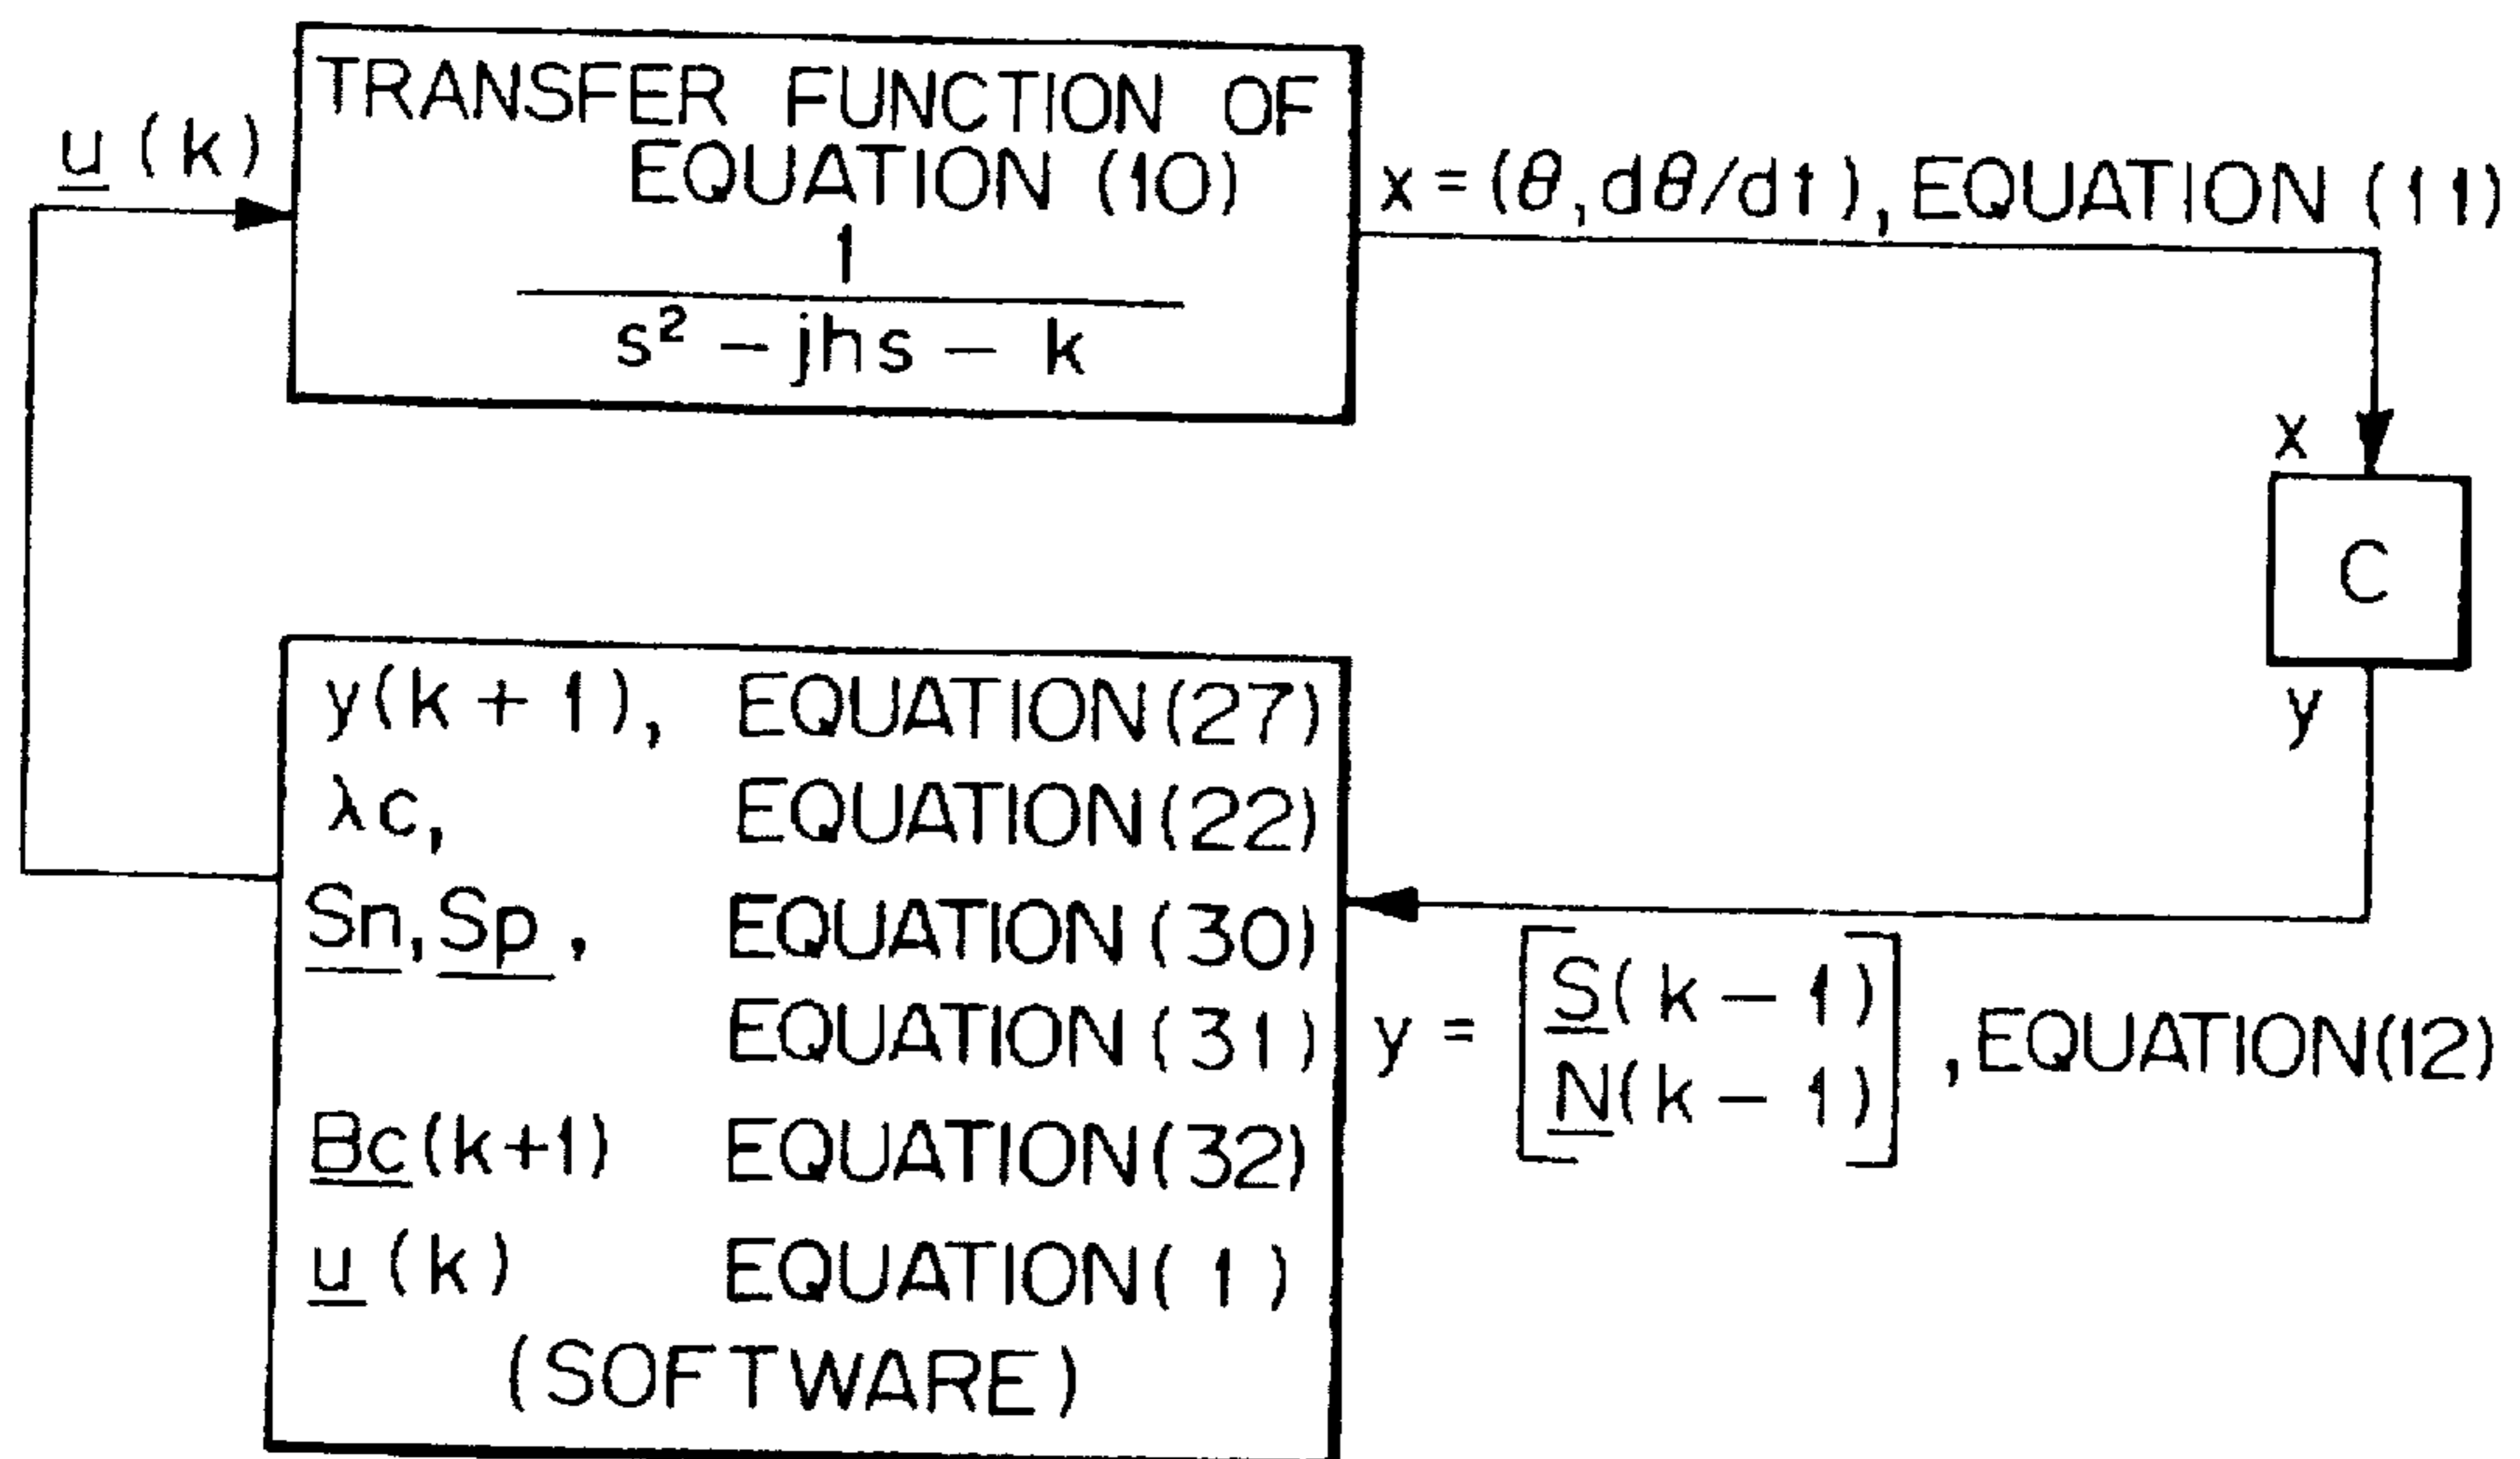 u (k)
TRANSFER FUNCTION OF
EQUATION (10)
1
s² – jhs – k
x = (θ, dθ/dt), EQUATION (11)
x
C
y
y(k + 1), EQUATION(27)
λc, EQUATION(22)
Sn, Sp, EQUATION(30)
EQUATION(31)
Bc(k+1) EQUATION(32)
u (k) EQUATION( 1 )
(SOFTWARE)
y = [S(k – 1)
N(k – 1)] , EQUATION(12)